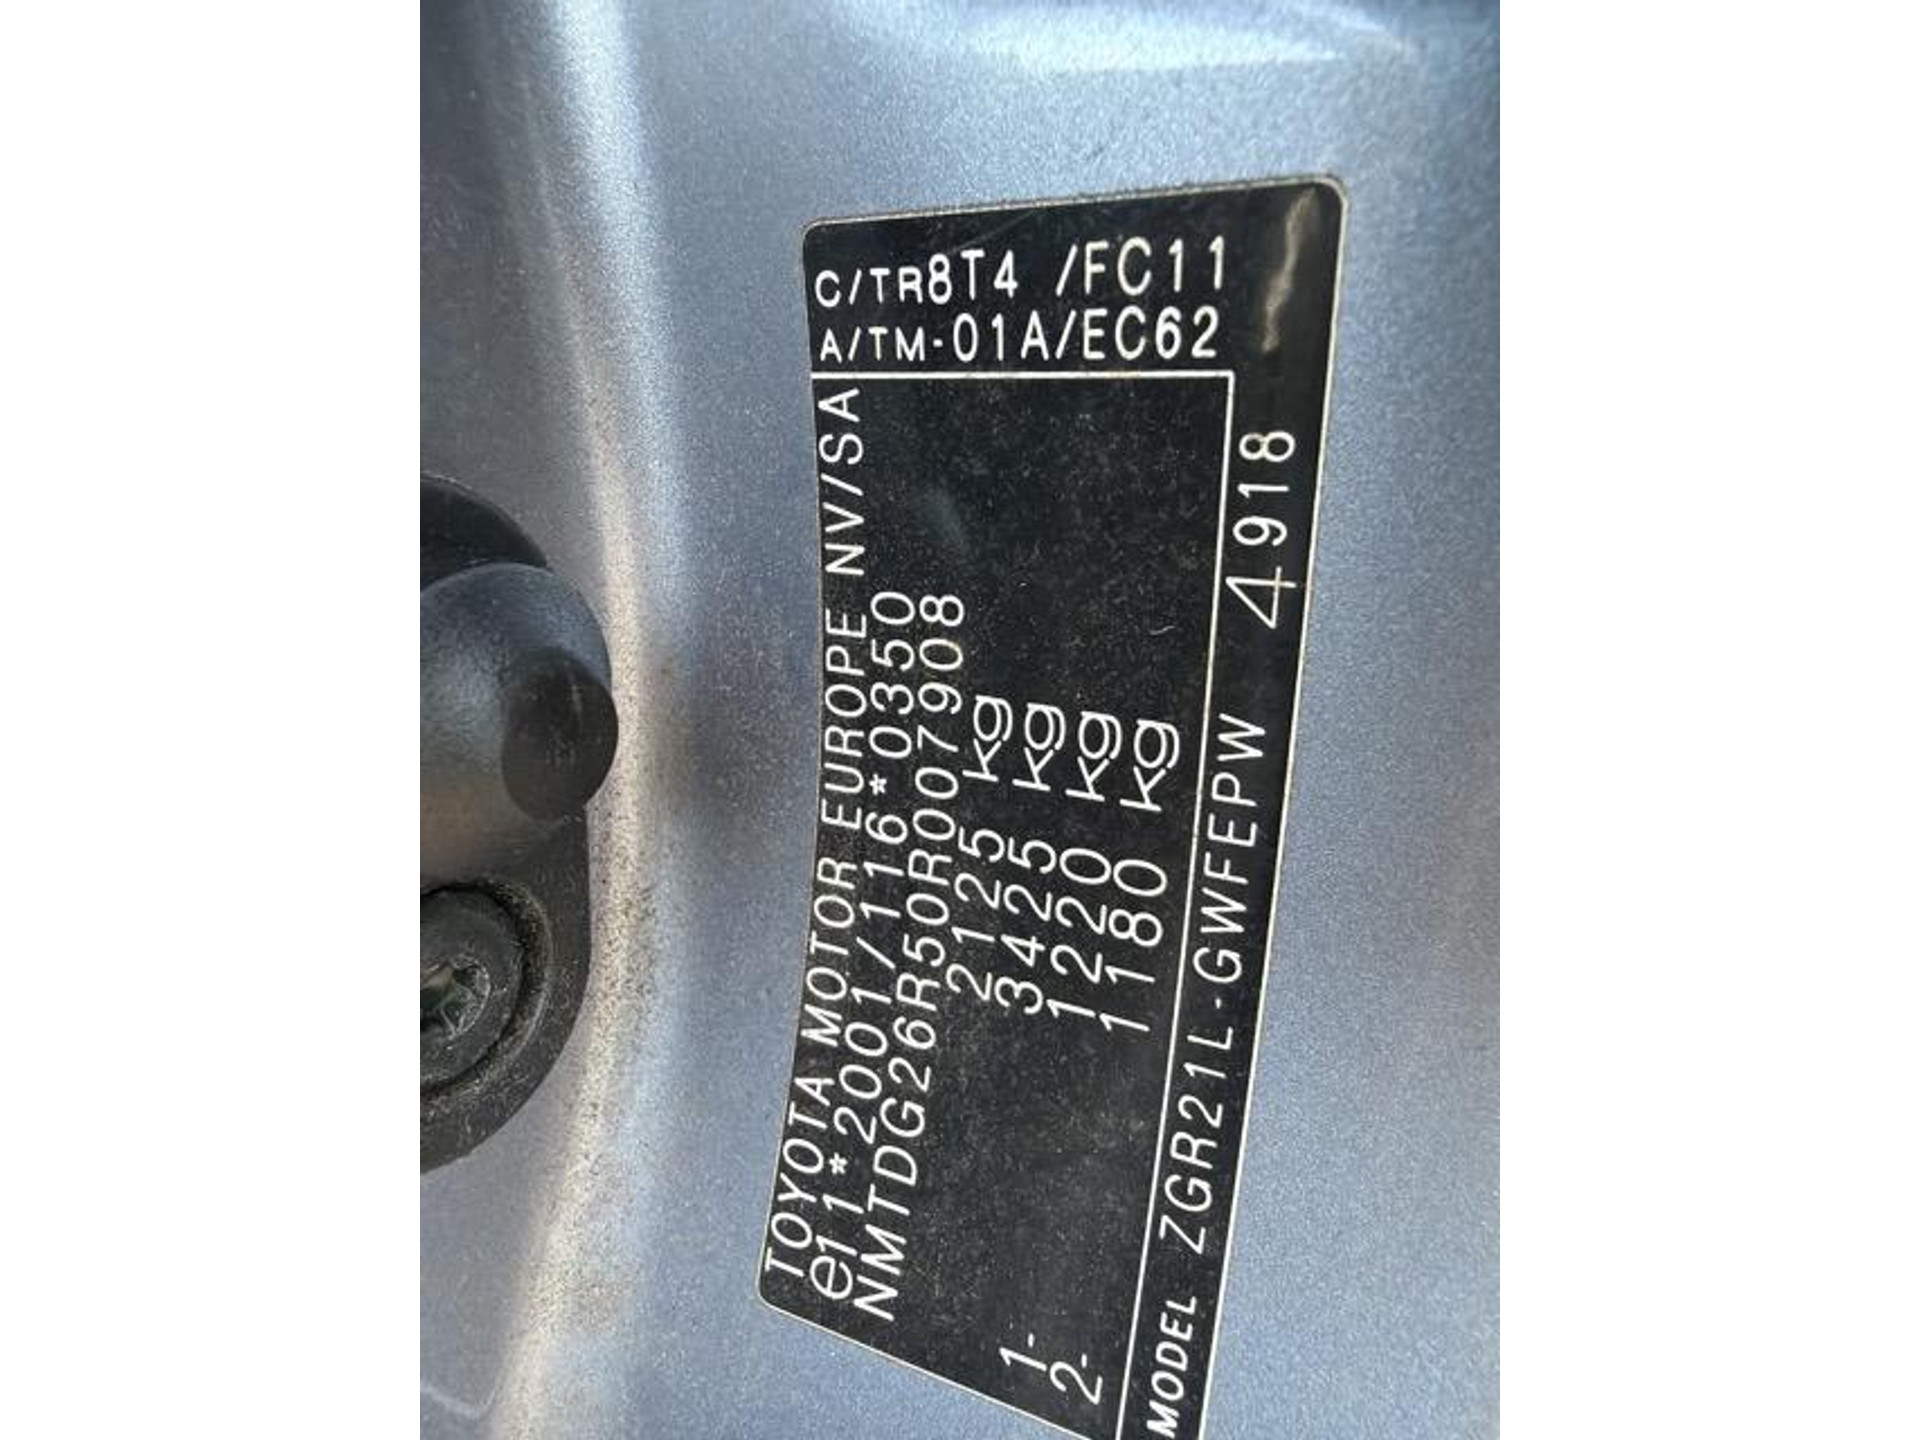 TOYOTA MOTOR EUROPE NV/SA
e11*2001/116*0350
NMTDG26R50R007908
2125 kg
3425 kg
1- 1220 kg
2- 1180 kg
MODEL ZGR21L-GWFEPW 4918
C/TR8T4 /FC11
A/TM-01A/EC62